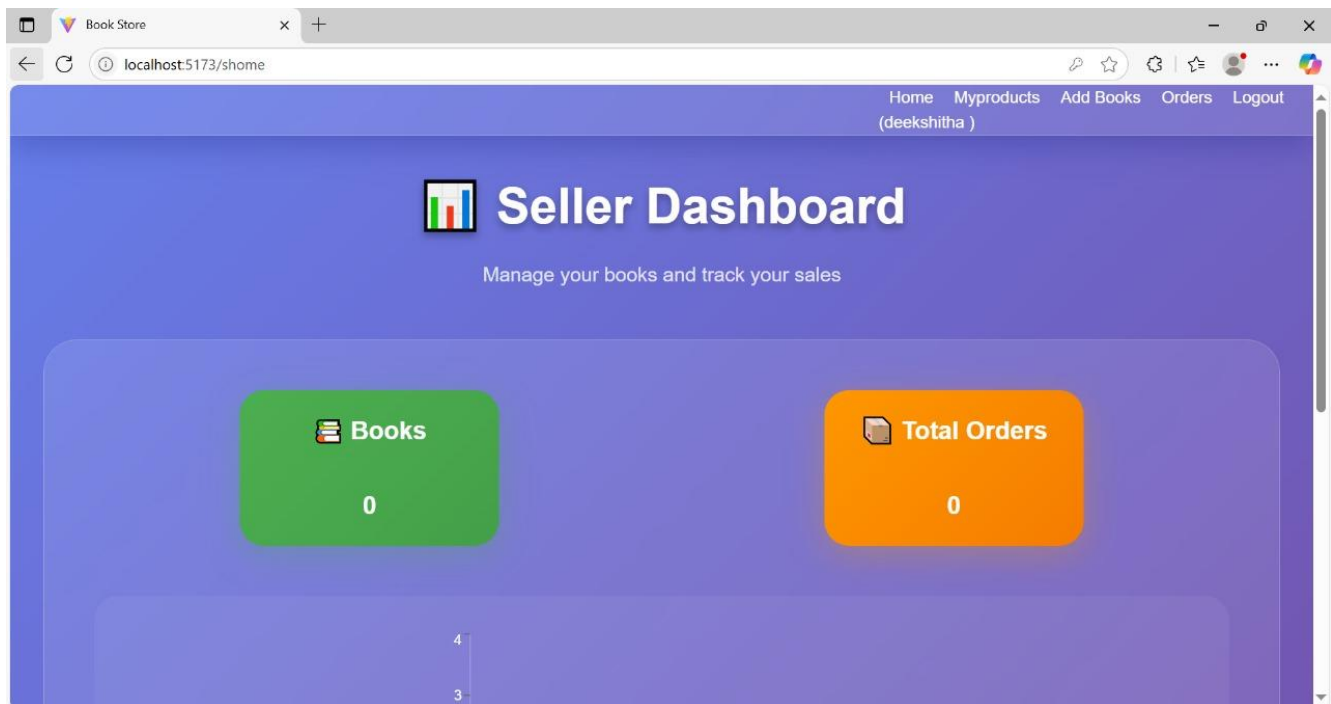 Book Store
localhost:5173/shome
Home Myproducts Add Books Orders Logout
(deekshitha )
📊 Seller Dashboard
Manage your books and track your sales
📚 Books
0
📦 Total Orders
0
4
3